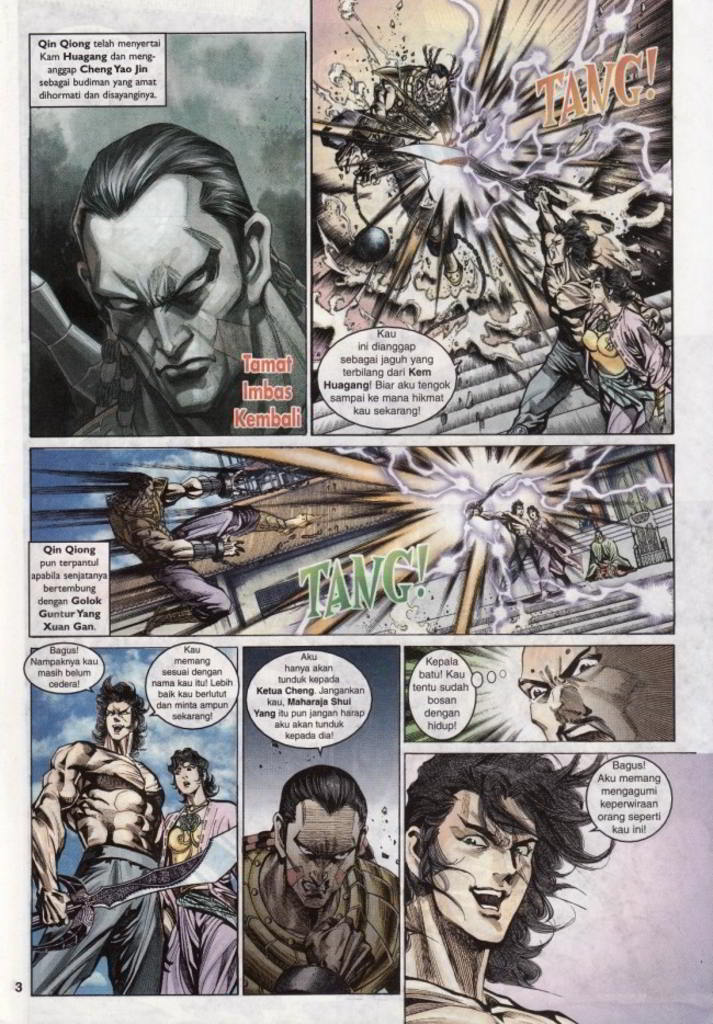 Qin Qiong telah menyertai
Kam Huagang dan meng-
anggap Cheng Yao Jin
sebagai budiman yang amat
dihormati dan disayanginya.
Tamat
Imbas
Kembali
TANG!
Kau
ini dianggap
sebagai jaguh yang
terbilang dari Kem
Huagang! Biar aku tengok
sampai ke mana hikmat
kau sekarang!
Qin Qiong
pun terpantul
apabila senjatanya
bertembung
dengan Golok
Guntur Yang
Xuan Gan.
TANG!
Bagus!
Nampaknya kau
masih belum
cedera!
Kau
memang
sesuai dengan
nama kau itu! Lebih
baik kau berlutut
dan minta ampun
sekarang!
Aku
hanya akan
tunduk kepada
Ketua Cheng. Jangankan
kau, Maharaja Shui
Yang itu pun jangan harap
aku akan tunduk
kepada dia!
Kepala
batu! Kau
tentu sudah
bosan
dengan
hidup!
Bagus!
Aku memang
mengagumi
keperwiraan
orang seperti
kau ini!
3